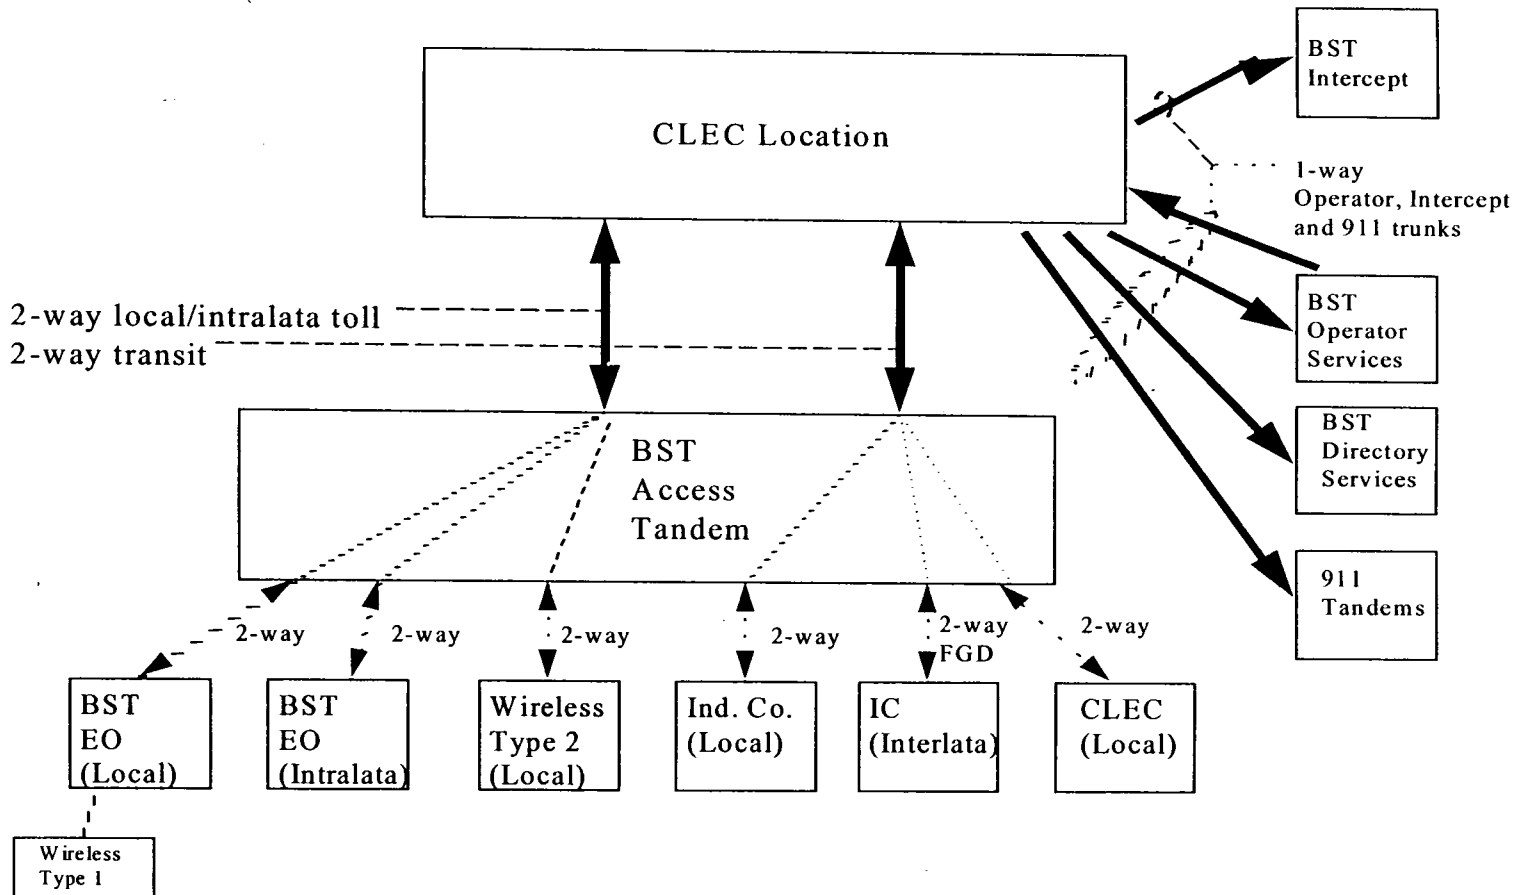 BST
Intercept
CLEC Location
1-way
Operator, Intercept
and 911 trunks
2-way local/intralata toll
2-way transit
BST
Operator
Services
BST
Directory
Services
911
Tandems
BST
Access
Tandem
2-way
2-way
2-way
2-way
2-way
FGD
2-way
BST
EO
(Local)
BST
EO
(Intralata)
Wireless
Type 2
(Local)
Ind. Co.
(Local)
IC
(Interlata)
CLEC
(Local)
Wireless
Type 1